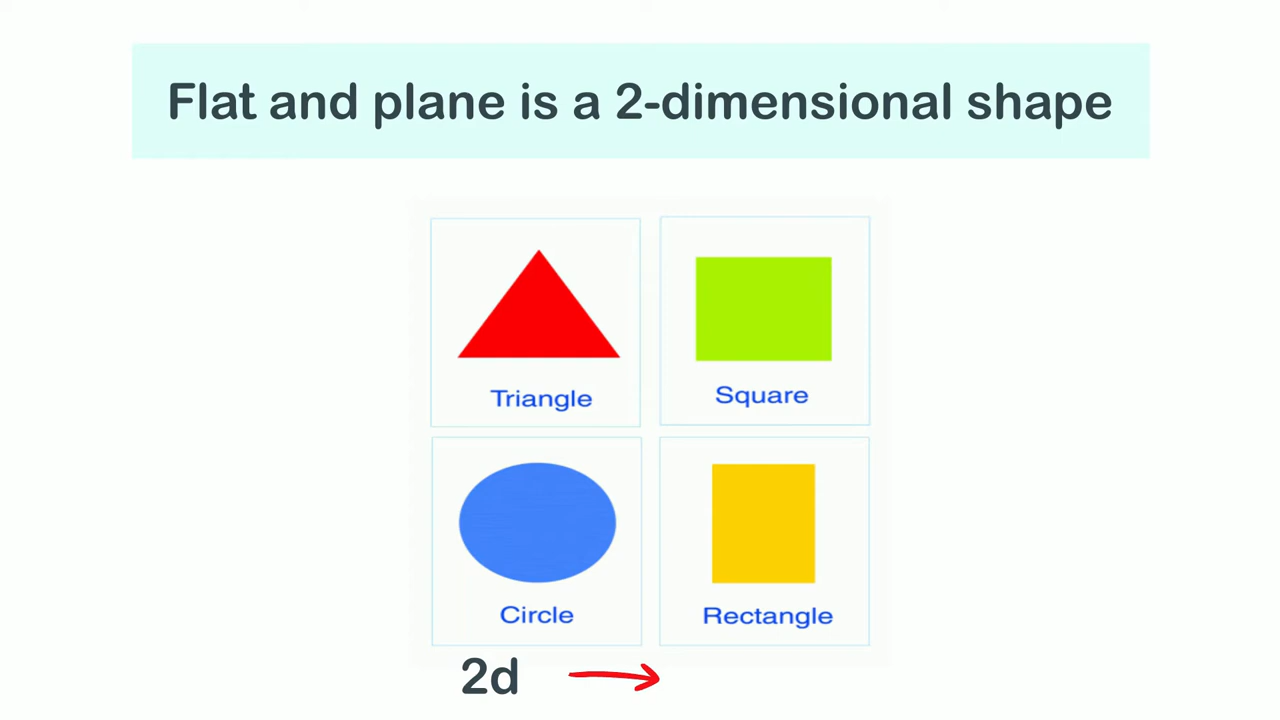 Flat and plane is a 2-dimensional shape
Triangle
Square
Circle
Rectangle
2d